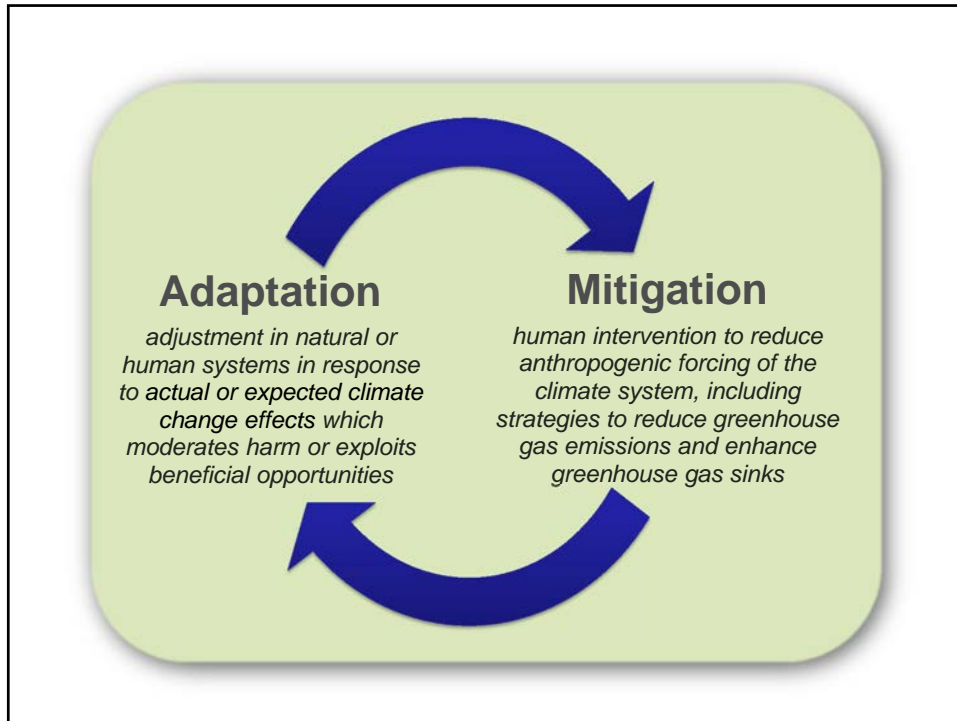 Adaptation
adjustment in natural or
human systems in response
to actual or expected climate
change effects which
moderates harm or exploits
beneficial opportunities
Mitigation
human intervention to reduce
anthropogenic forcing of the
climate system, including
strategies to reduce greenhouse
gas emissions and enhance
greenhouse gas sinks